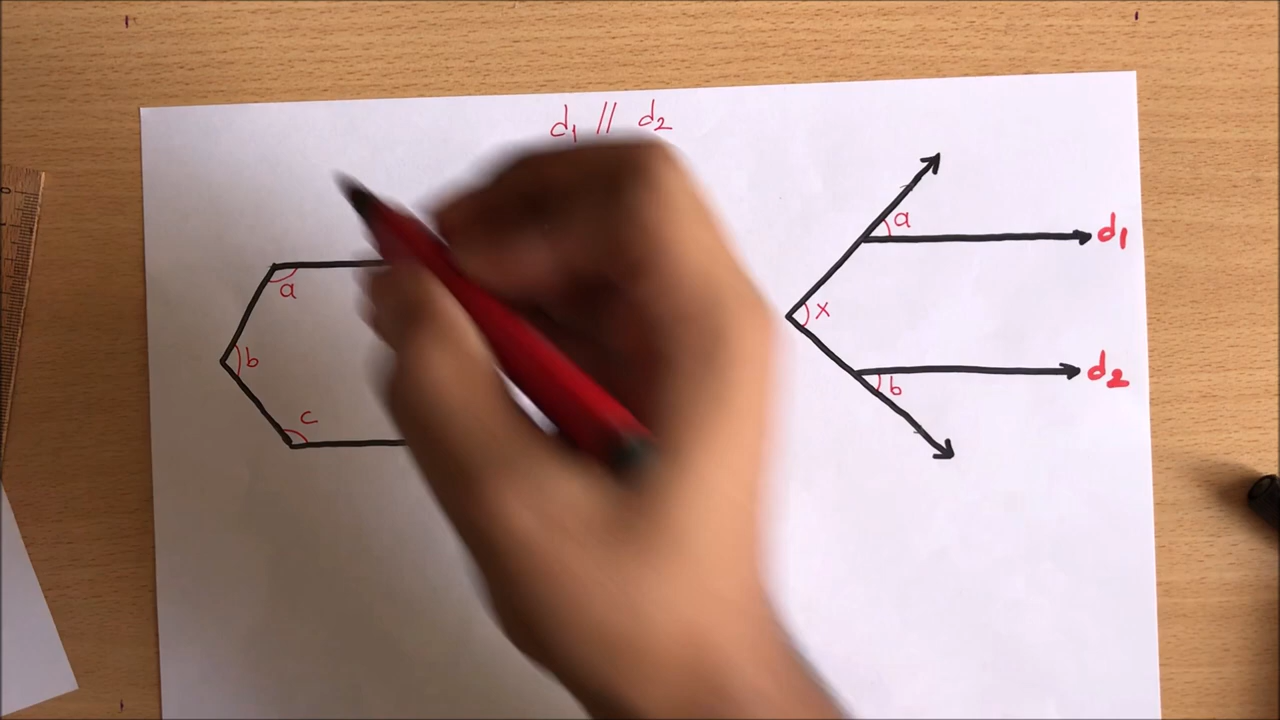 d₁ // d₂
a
b
c
a
d₁
x
d₂
b